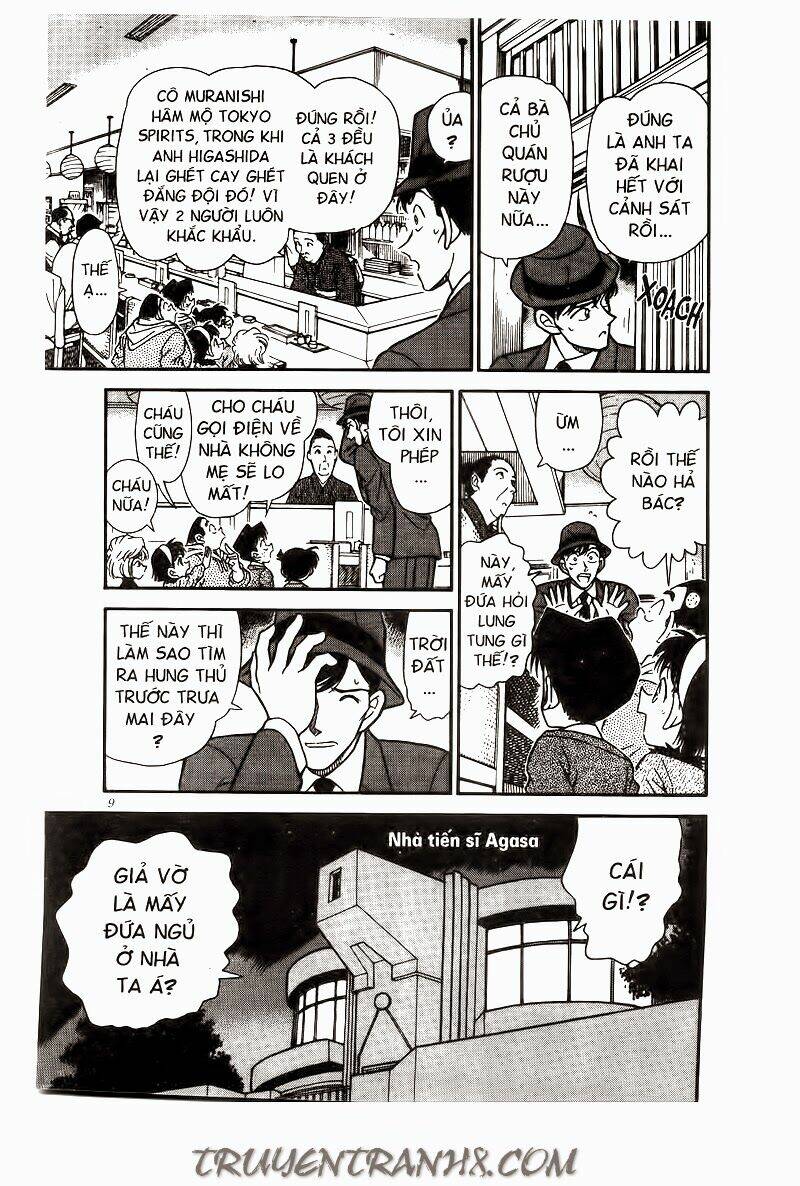 ĐÚNG
LÀ ANH TA
ĐÃ KHAI
HẾT VỚI
CẢNH SÁT
RỒI...
CẢ BÀ
CHỦ
QUÁN
RƯỢU
NÀY
NỮA...
XOẠCH
ỦA
?
ĐÚNG RỒI!
CẢ 3 ĐỀU
LÀ KHÁCH
QUEN Ở
ĐÂY!
CÔ MURANISHI
HÂM MỘ TOKYO
SPIRITS, TRONG KHI
ANH HIGASHIDA
LẠI GHÉT CAY GHÉT
ĐẮNG ĐỘI ĐÓ! VÌ
VẬY 2 NGƯỜI LUÔN
KHẮC KHẨU.
THẾ
Ạ...
RỒI THẾ
NÀO HẢ
BÁC?
ỪM
...
NÀY,
MẤY
ĐỨA HỎI
LUNG
TUNG GÌ
THẾ!?
THÔI,
TÔI XIN
PHÉP
...
CHO CHÁU
GỌI ĐIỆN VỀ
NHÀ KHÔNG
MẸ SẼ LO
MẤT!
CHÁU
CŨNG
THẾ!
CHÁU
NỮA!
TRỜI
ĐẤT
...
THẾ NÀY THÌ
LÀM SAO TÌM
RA HUNG THỦ
TRƯỚC TRƯA
MAI ĐÂY
?
9
Nhà tiến sĩ Agasa
CÁI
GÌ!?
GIẢ VỜ
LÀ MẤY
ĐỨA NGỦ
Ở NHÀ
TA Á?
TRUYENTRANH8.COM